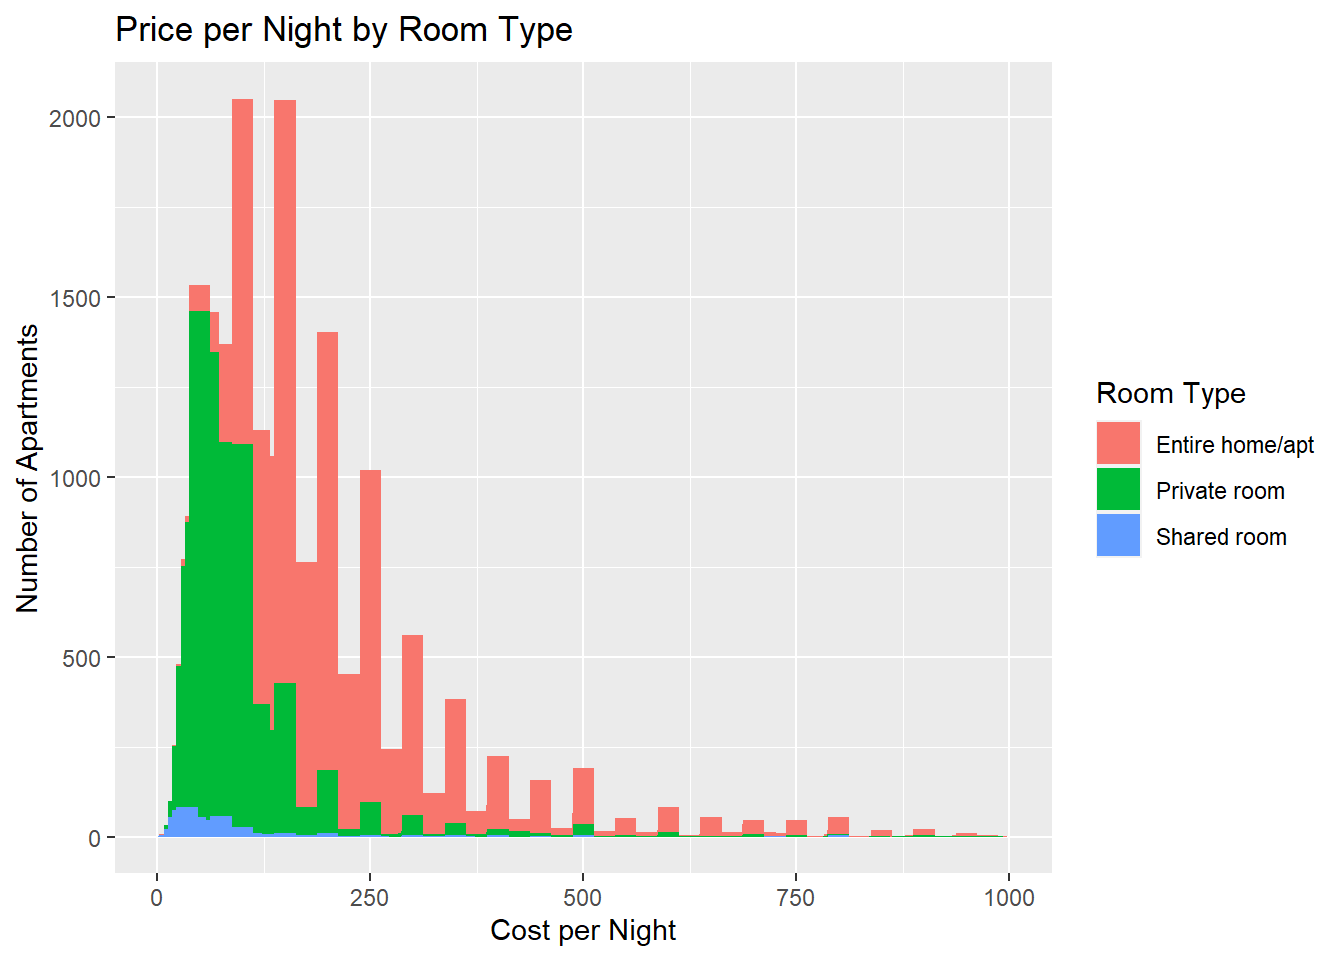 Price per Night by Room Type
2000
1500
1000
500
0
Number of Apartments
0 250 500 750 1000
Cost per Night
Room Type
Entire home/apt
Private room
Shared room